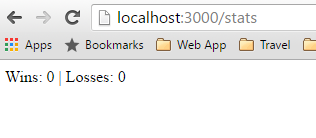 localhost:3000/stats
Apps Bookmarks Web App Travel
Wins: 0 | Losses: 0